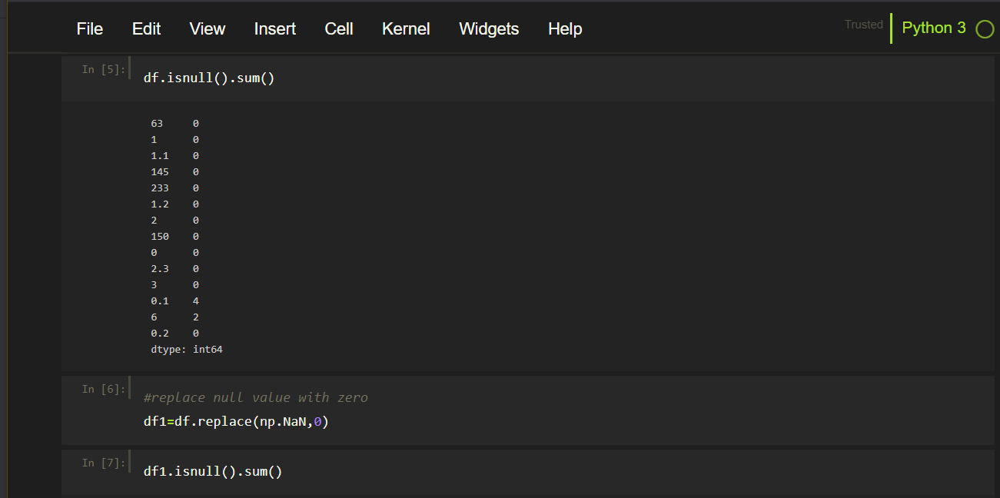 File Edit View Insert Cell Kernel Widgets Help Trusted Python 3
In [5]: df.isnull().sum()
63 0
1 0
1.1 0
145 0
233 0
1.2 0
2 0
150 0
0 0
2.3 0
3 0
0.1 4
6 2
0.2 0
dtype: int64
In [6]: #replace null value with zero
df1=df.replace(np.NaN,0)
In [7]: df1.isnull().sum()